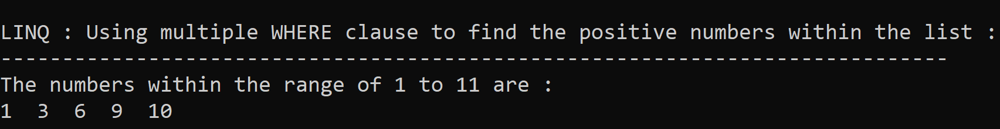 LINQ : Using multiple WHERE clause to find the positive numbers within the list :
-----------------------------------------------------------------------------
The numbers within the range of 1 to 11 are :
1  3  6  9  10